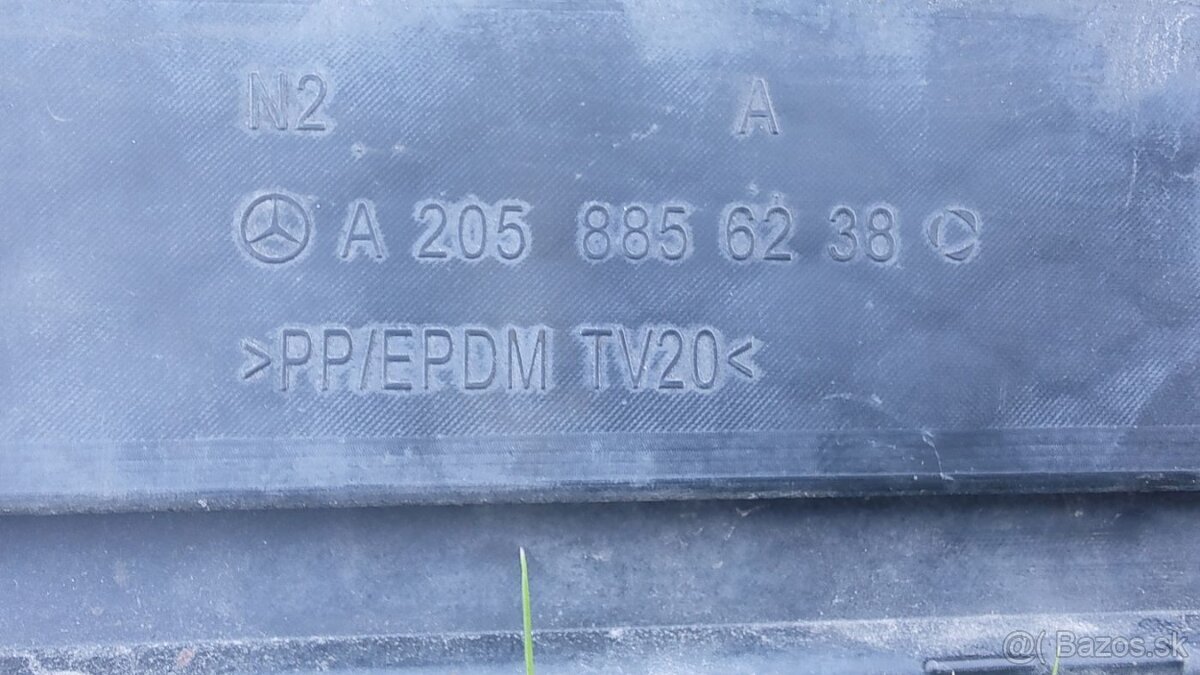 N2 A
A 205 885 62 38
>PP/EPDM TV20<
@( Bazos.sk